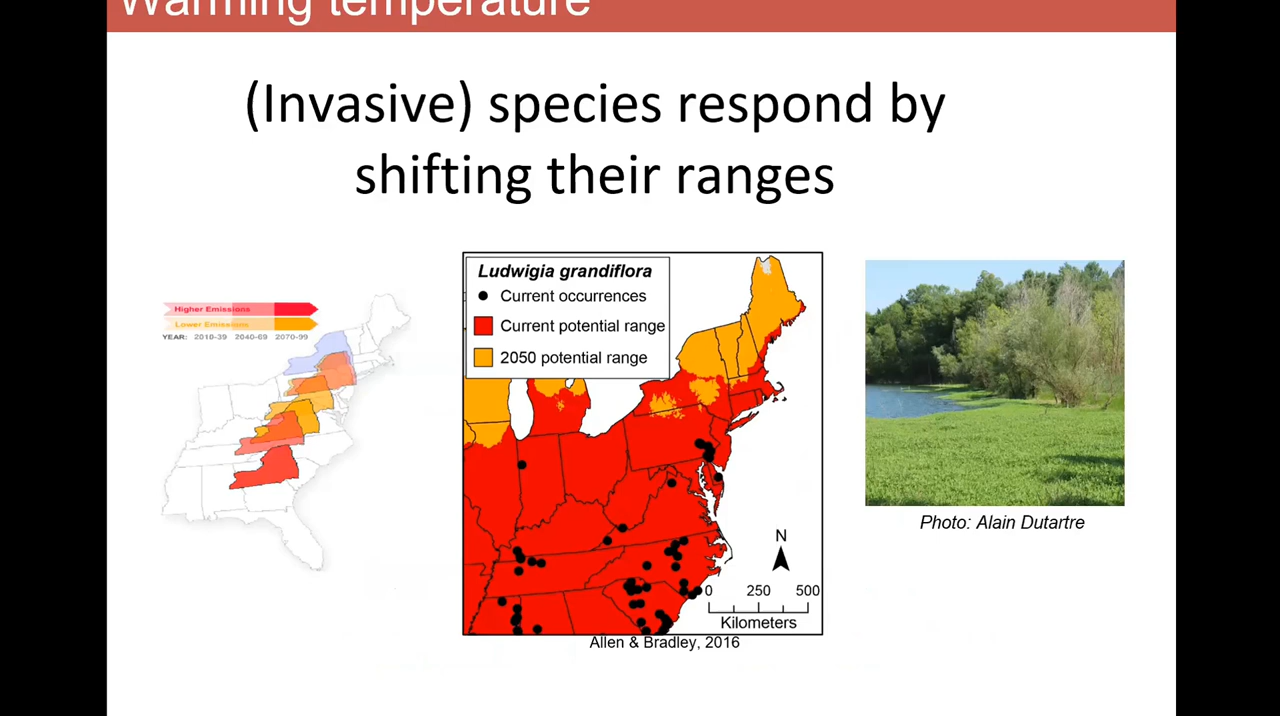 Warming temperature
(Invasive) species respond by
shifting their ranges
Higher Emissions
Lower Emissions
YEAR: 2010-39 2040-69 2070-99
Ludwigia grandiflora
Current occurrences
Current potential range
2050 potential range
N
0 250 500
Kilometers
Allen & Bradley, 2016
Photo: Alain Dutartre